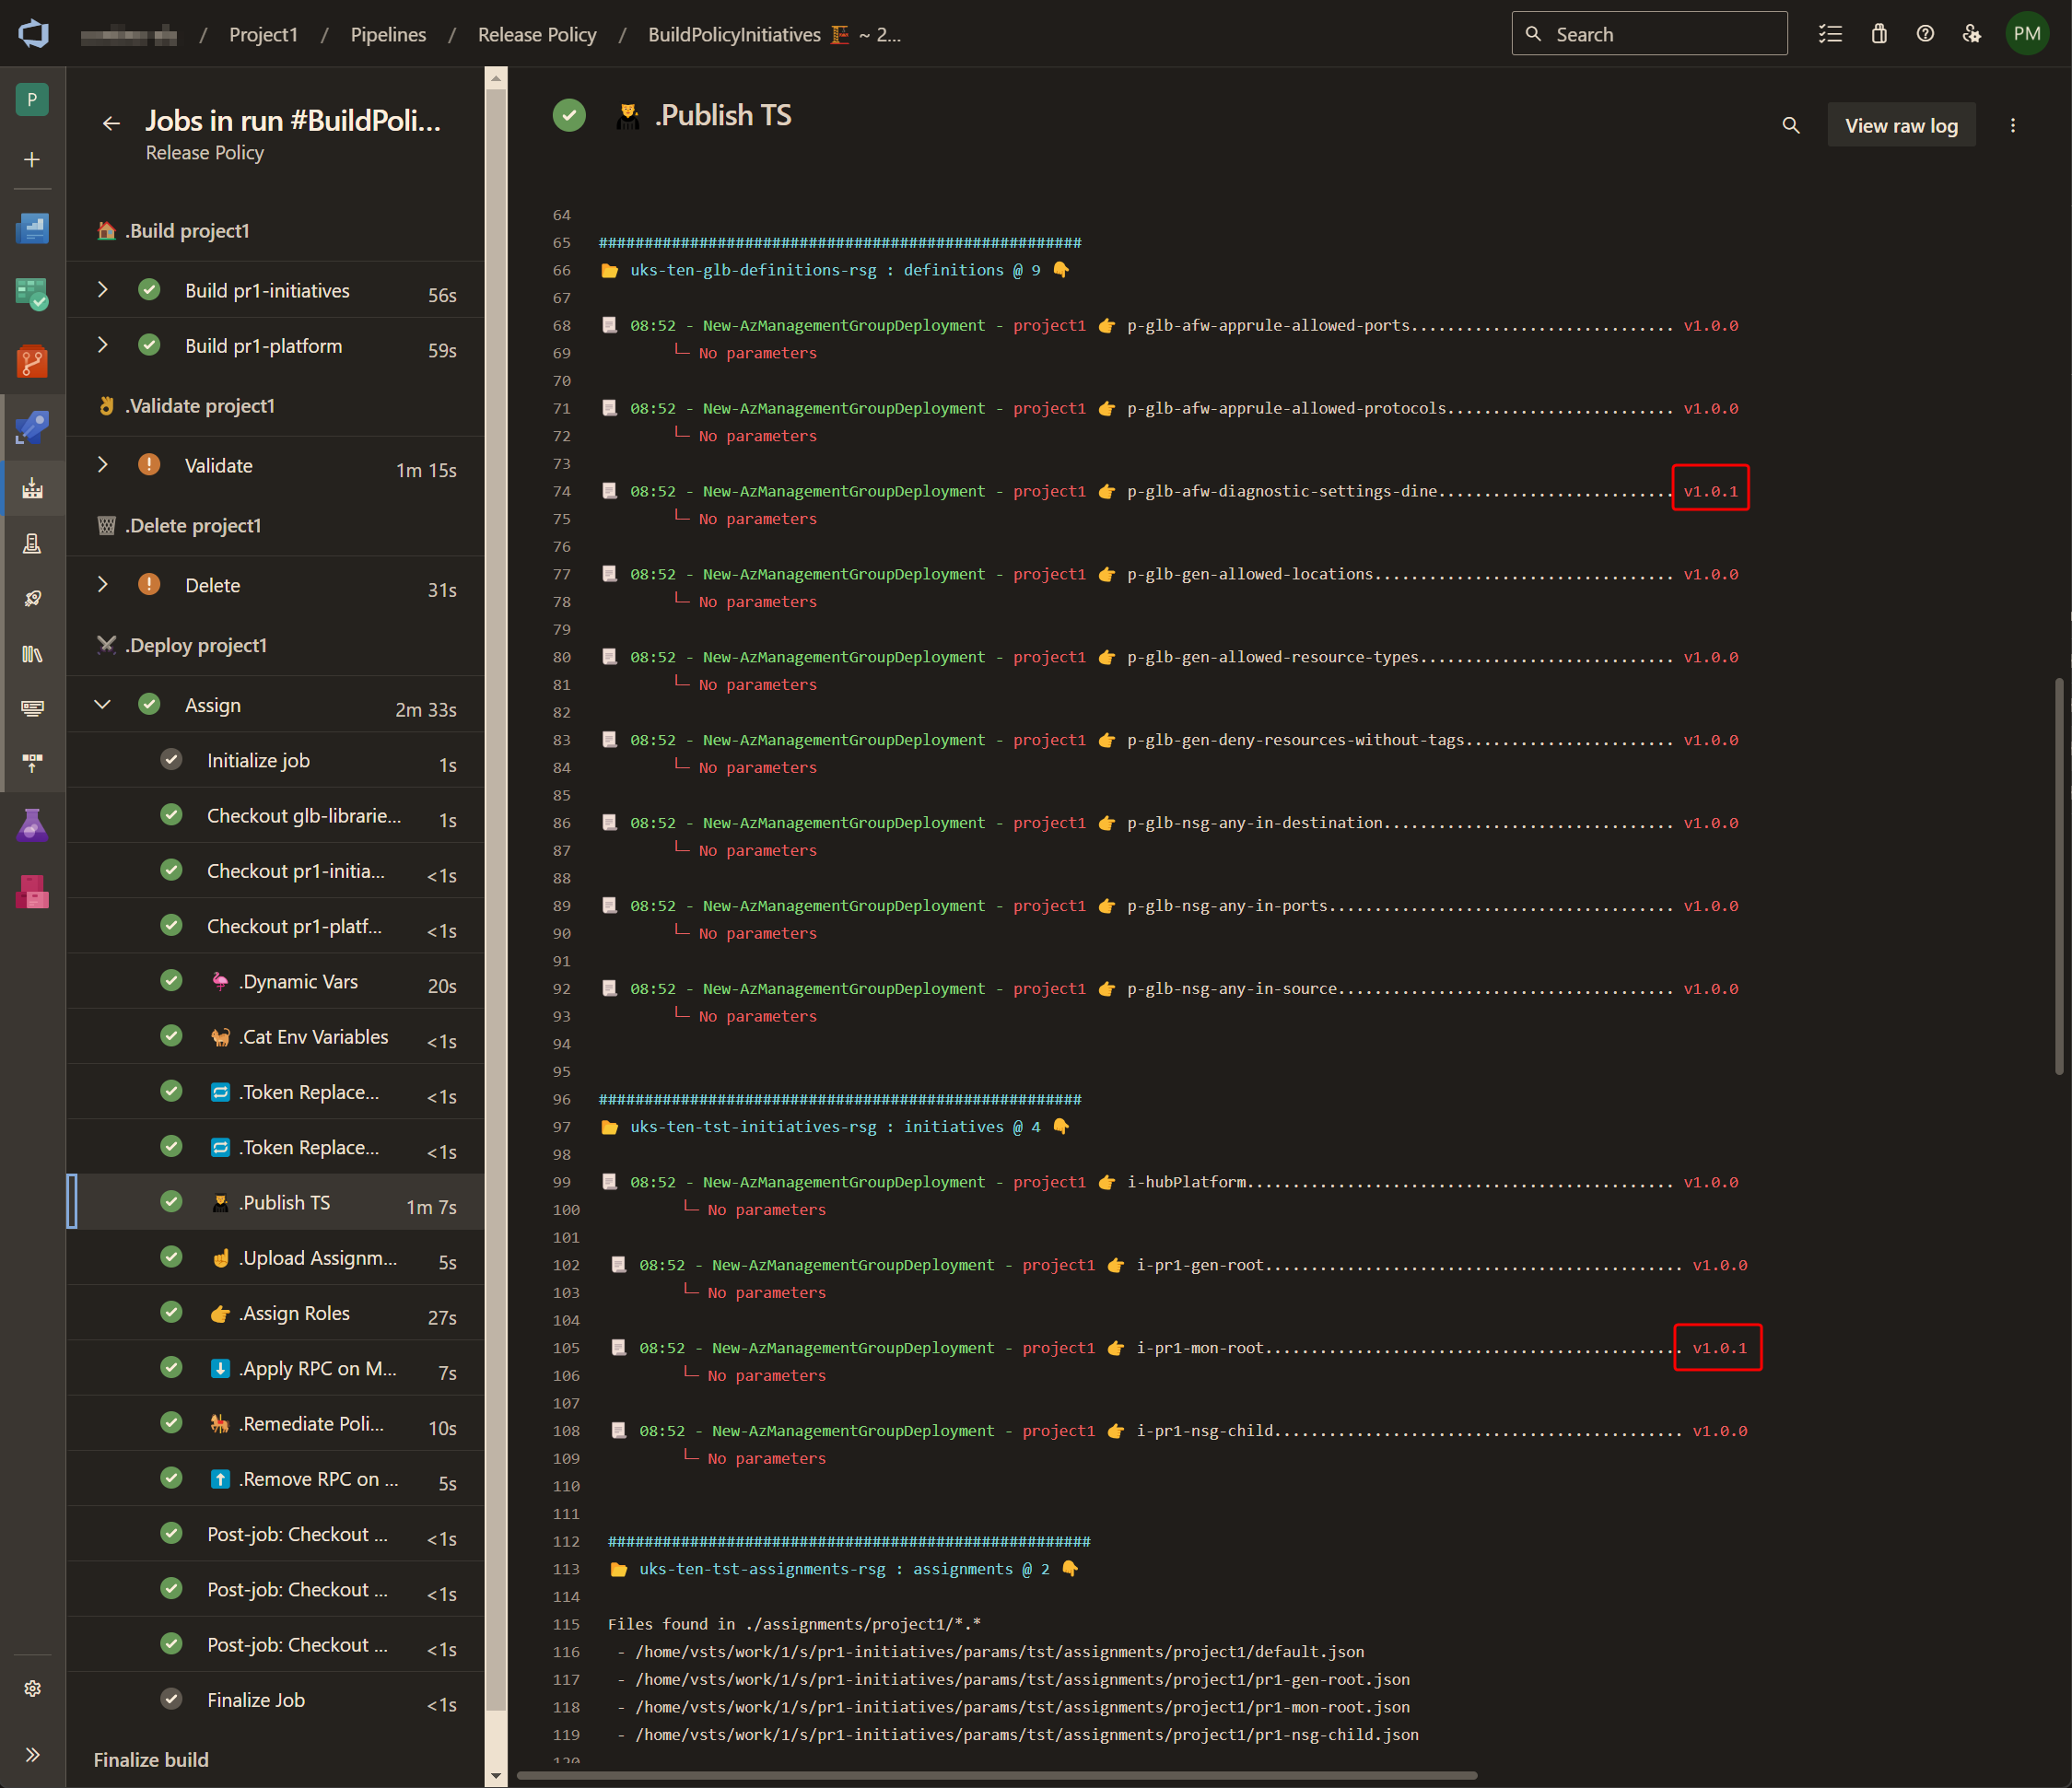 Project1 / Pipelines / Release Policy / BuildPolicyInitiatives 🏗️ ~ 2...
Search
PM
P
Jobs in run #BuildPoli...
Release Policy
🏠 .Build project1
Build pr1-initiatives 56s
Build pr1-platform 59s
👌 .Validate project1
Validate 1m 15s
🗑️ .Delete project1
Delete 31s
⚔️ .Deploy project1
Assign 2m 33s
Initialize job 1s
Checkout glb-librarie... 1s
Checkout pr1-initia... <1s
Checkout pr1-platf... <1s
🦩 .Dynamic Vars 20s
🐈 .Cat Env Variables <1s
🔁 .Token Replace... <1s
🔁 .Token Replace... <1s
.Publish TS 1m 7s
☝️ .Upload Assignm... 5s
👉 .Assign Roles 27s
⬇️ .Apply RPC on M... 7s
.Remediate Poli... 10s
⬆️ .Remove RPC on ... 5s
Post-job: Checkout ... <1s
Post-job: Checkout ... <1s
Post-job: Checkout ... <1s
Finalize Job <1s
Finalize build
.Publish TS
View raw log
64
65 #####################################################
66 📂 uks-ten-glb-definitions-rsg : definitions @ 9 👇
67
68 📜 08:52 - New-AzManagementGroupDeployment - project1 👉 p-glb-afw-apprule-allowed-ports............................. v1.0.0
69 └─ No parameters
70
71 📜 08:52 - New-AzManagementGroupDeployment - project1 👉 p-glb-afw-apprule-allowed-protocols......................... v1.0.0
72 └─ No parameters
73
74 📜 08:52 - New-AzManagementGroupDeployment - project1 👉 p-glb-afw-diagnostic-settings-dine.......................... v1.0.1
75 └─ No parameters
76
77 📜 08:52 - New-AzManagementGroupDeployment - project1 👉 p-glb-gen-allowed-locations................................. v1.0.0
78 └─ No parameters
79
80 📜 08:52 - New-AzManagementGroupDeployment - project1 👉 p-glb-gen-allowed-resource-types............................ v1.0.0
81 └─ No parameters
82
83 📜 08:52 - New-AzManagementGroupDeployment - project1 👉 p-glb-gen-deny-resources-without-tags....................... v1.0.0
84 └─ No parameters
85
86 📜 08:52 - New-AzManagementGroupDeployment - project1 👉 p-glb-nsg-any-in-destination................................ v1.0.0
87 └─ No parameters
88
89 📜 08:52 - New-AzManagementGroupDeployment - project1 👉 p-glb-nsg-any-in-ports...................................... v1.0.0
90 └─ No parameters
91
92 📜 08:52 - New-AzManagementGroupDeployment - project1 👉 p-glb-nsg-any-in-source..................................... v1.0.0
93 └─ No parameters
94
95
96 #####################################################
97 📂 uks-ten-tst-initiatives-rsg : initiatives @ 4 👇
98
99 📜 08:52 - New-AzManagementGroupDeployment - project1 👉 i-hubPlatform............................................... v1.0.0
100 └─ No parameters
101
102 📜 08:52 - New-AzManagementGroupDeployment - project1 👉 i-pr1-gen-root.............................................. v1.0.0
103 └─ No parameters
104
105 📜 08:52 - New-AzManagementGroupDeployment - project1 👉 i-pr1-mon-root.............................................. v1.0.1
106 └─ No parameters
107
108 📜 08:52 - New-AzManagementGroupDeployment - project1 👉 i-pr1-nsg-child............................................. v1.0.0
109 └─ No parameters
110
111
112 #####################################################
113 📂 uks-ten-tst-assignments-rsg : assignments @ 2 👇
114
115 Files found in ./assignments/project1/*.*
116 - /home/vsts/work/1/s/pr1-initiatives/params/tst/assignments/project1/default.json
117 - /home/vsts/work/1/s/pr1-initiatives/params/tst/assignments/project1/pr1-gen-root.json
118 - /home/vsts/work/1/s/pr1-initiatives/params/tst/assignments/project1/pr1-mon-root.json
119 - /home/vsts/work/1/s/pr1-initiatives/params/tst/assignments/project1/pr1-nsg-child.json
120